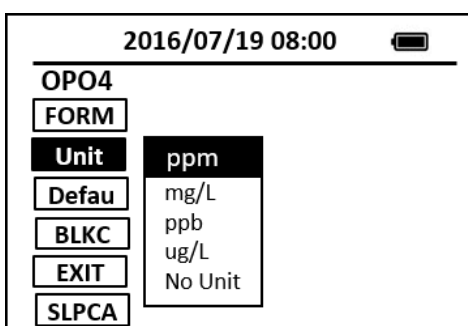 2016/07/19 08:00
OPO4
FORM
Unit
Defau
BLKC
EXIT
SLPCA
ppm
mg/L
ppb
ug/L
No Unit